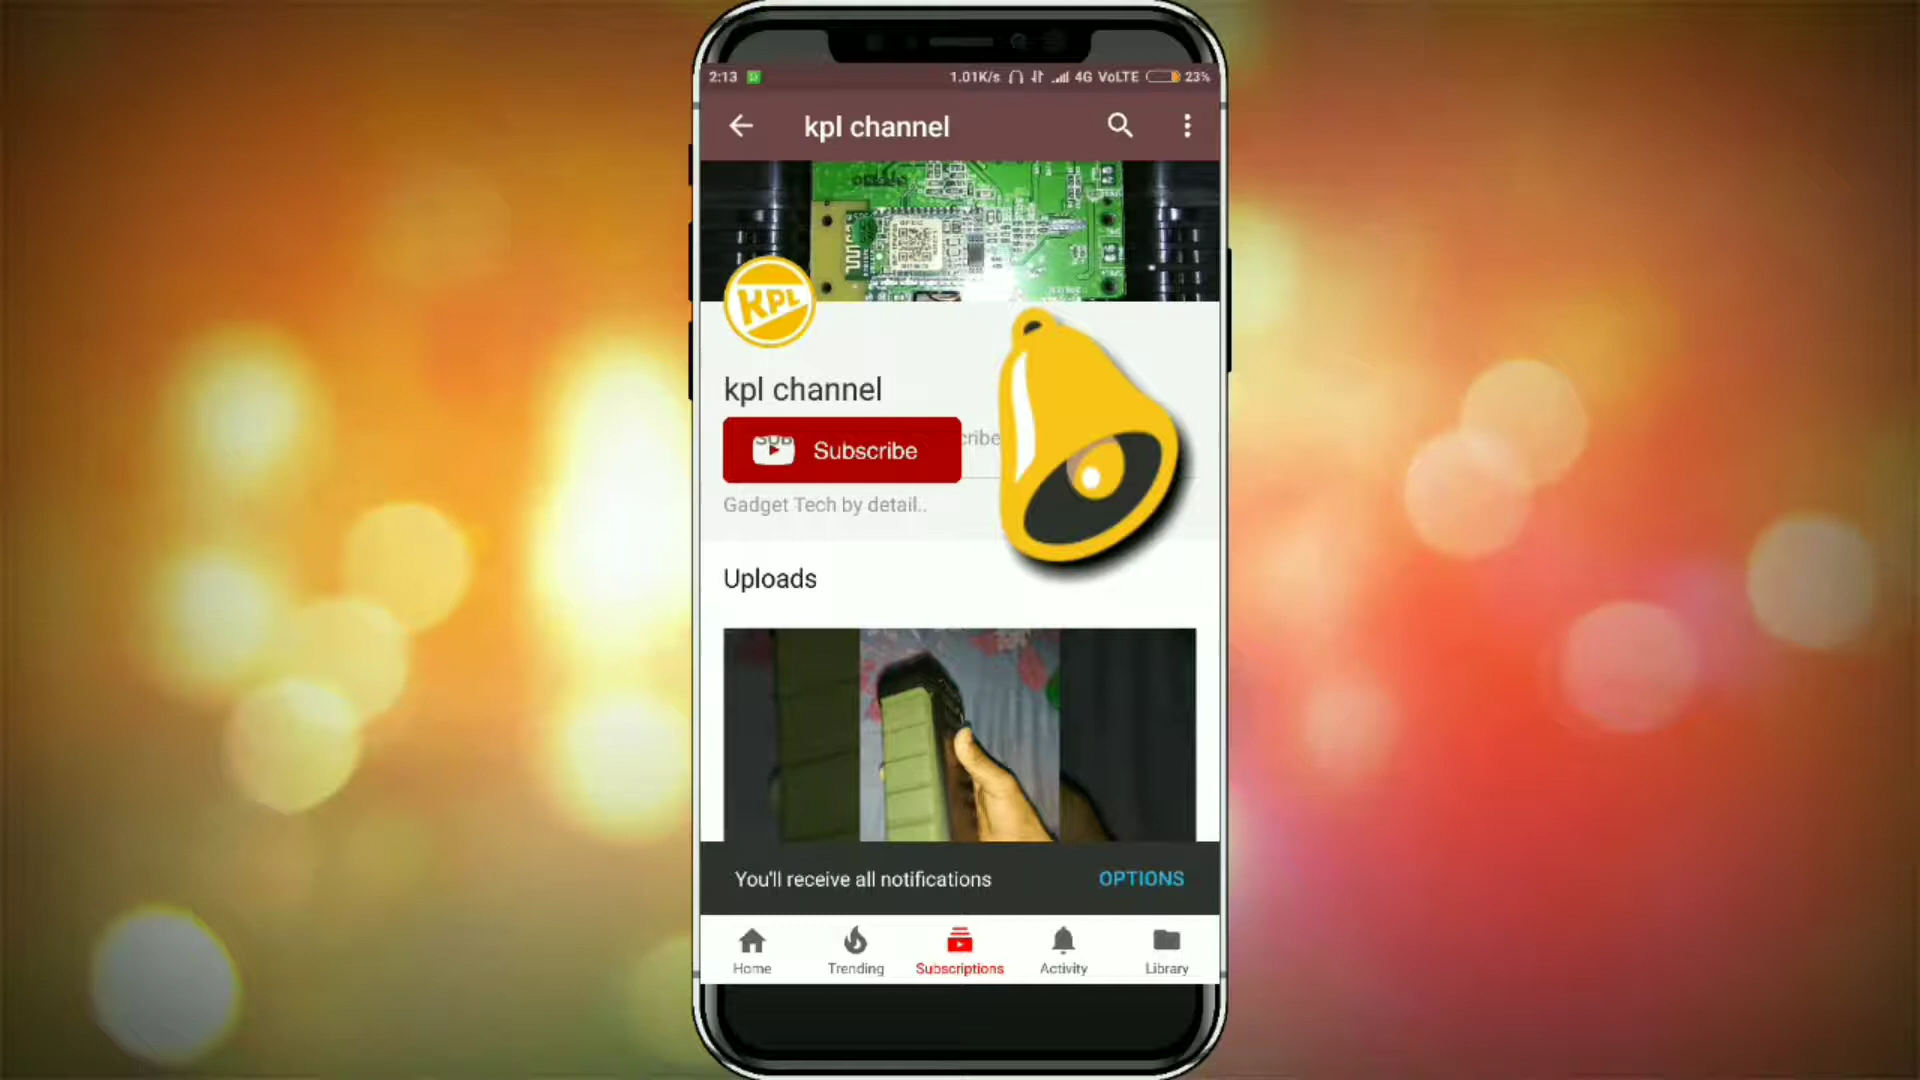 2:13 1.01K/s 4G VoLTE 23%
kpl channel
KPL
kpl channel
Subscribe
Gadget Tech by detail..
Uploads
You'll receive all notifications OPTIONS
Home Trending Subscriptions Activity Library